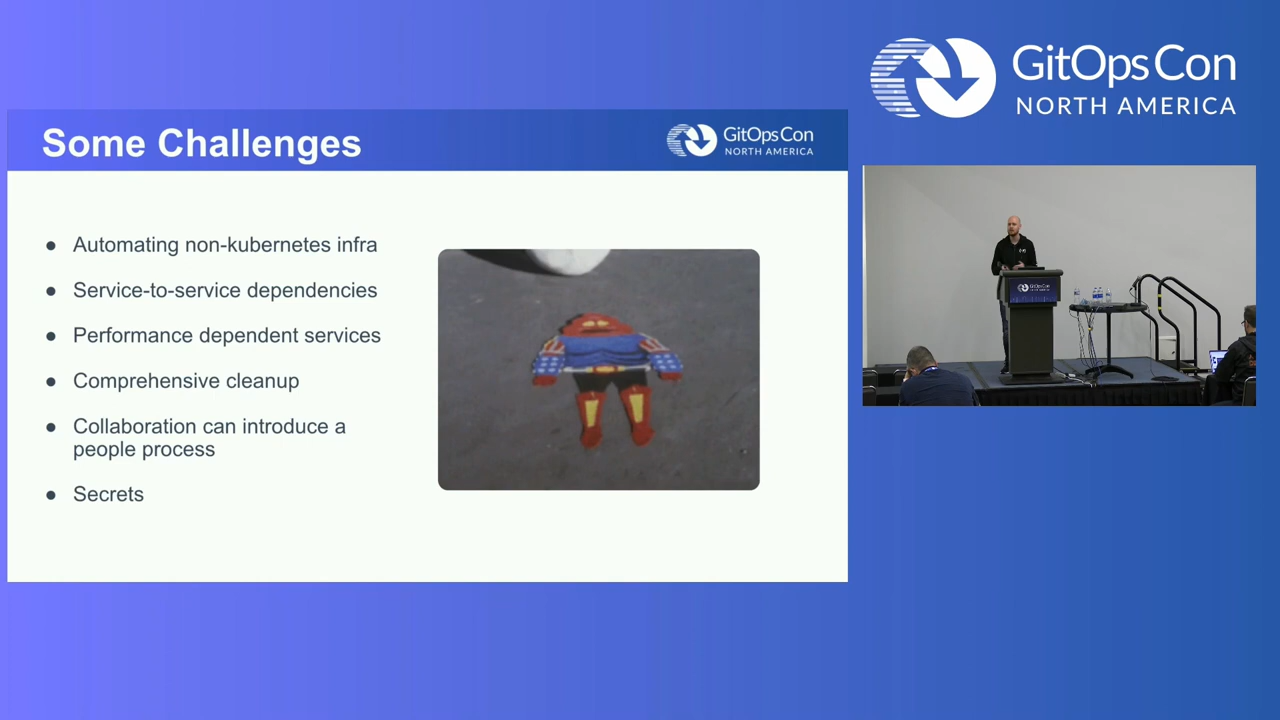 GitOpsCon
NORTH AMERICA
Some Challenges
GitOpsCon
NORTH AMERICA
● Automating non-kubernetes infra
● Service-to-service dependencies
● Performance dependent services
● Comprehensive cleanup
● Collaboration can introduce a
people process
● Secrets
GitOpsCon